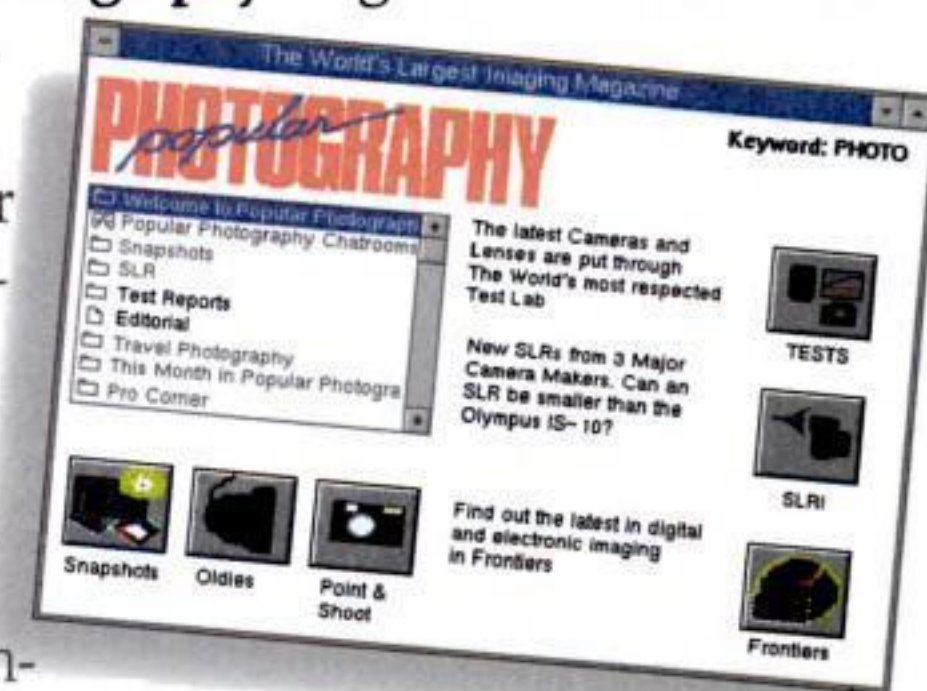 The World's Largest Imaging Magazine
popular
PHOTOGRAPHY
Keyword: PHOTO
Welcome to Popular Photograph
Popular Photography Chatrooms
Snapshots
SLR
Test Reports
Editorial
Travel Photography
This Month in Popular Photogra
Pro Corner
The latest Cameras and
Lenses are put through
The World's most respected
Test Lab
New SLRs from 3 Major
Camera Makers. Can an
SLR be smaller than the
Olympus IS-10?
Find out the latest in digital
and electronic imaging
in Frontiers
TESTS
SLR!
Frontiers
Snapshots
Oldies
Point &
Shoot